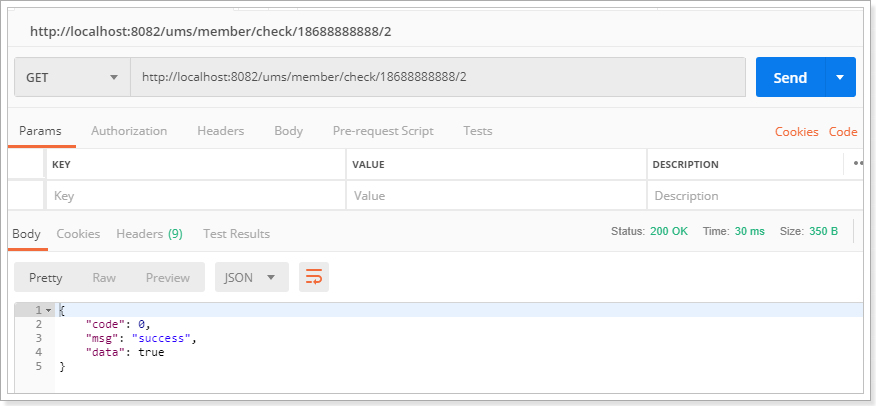 http://localhost:8082/ums/member/check/18688888888/2
GET http://localhost:8082/ums/member/check/18688888888/2 Send
Params Authorization Headers Body Pre-request Script Tests Cookies Code
KEY VALUE DESCRIPTION
Key Value Description
Body Cookies Headers (9) Test Results Status: 200 OK Time: 30 ms Size: 350 B
Pretty Raw Preview JSON
1 {
2 "code": 0,
3 "msg": "success",
4 "data": true
5 }